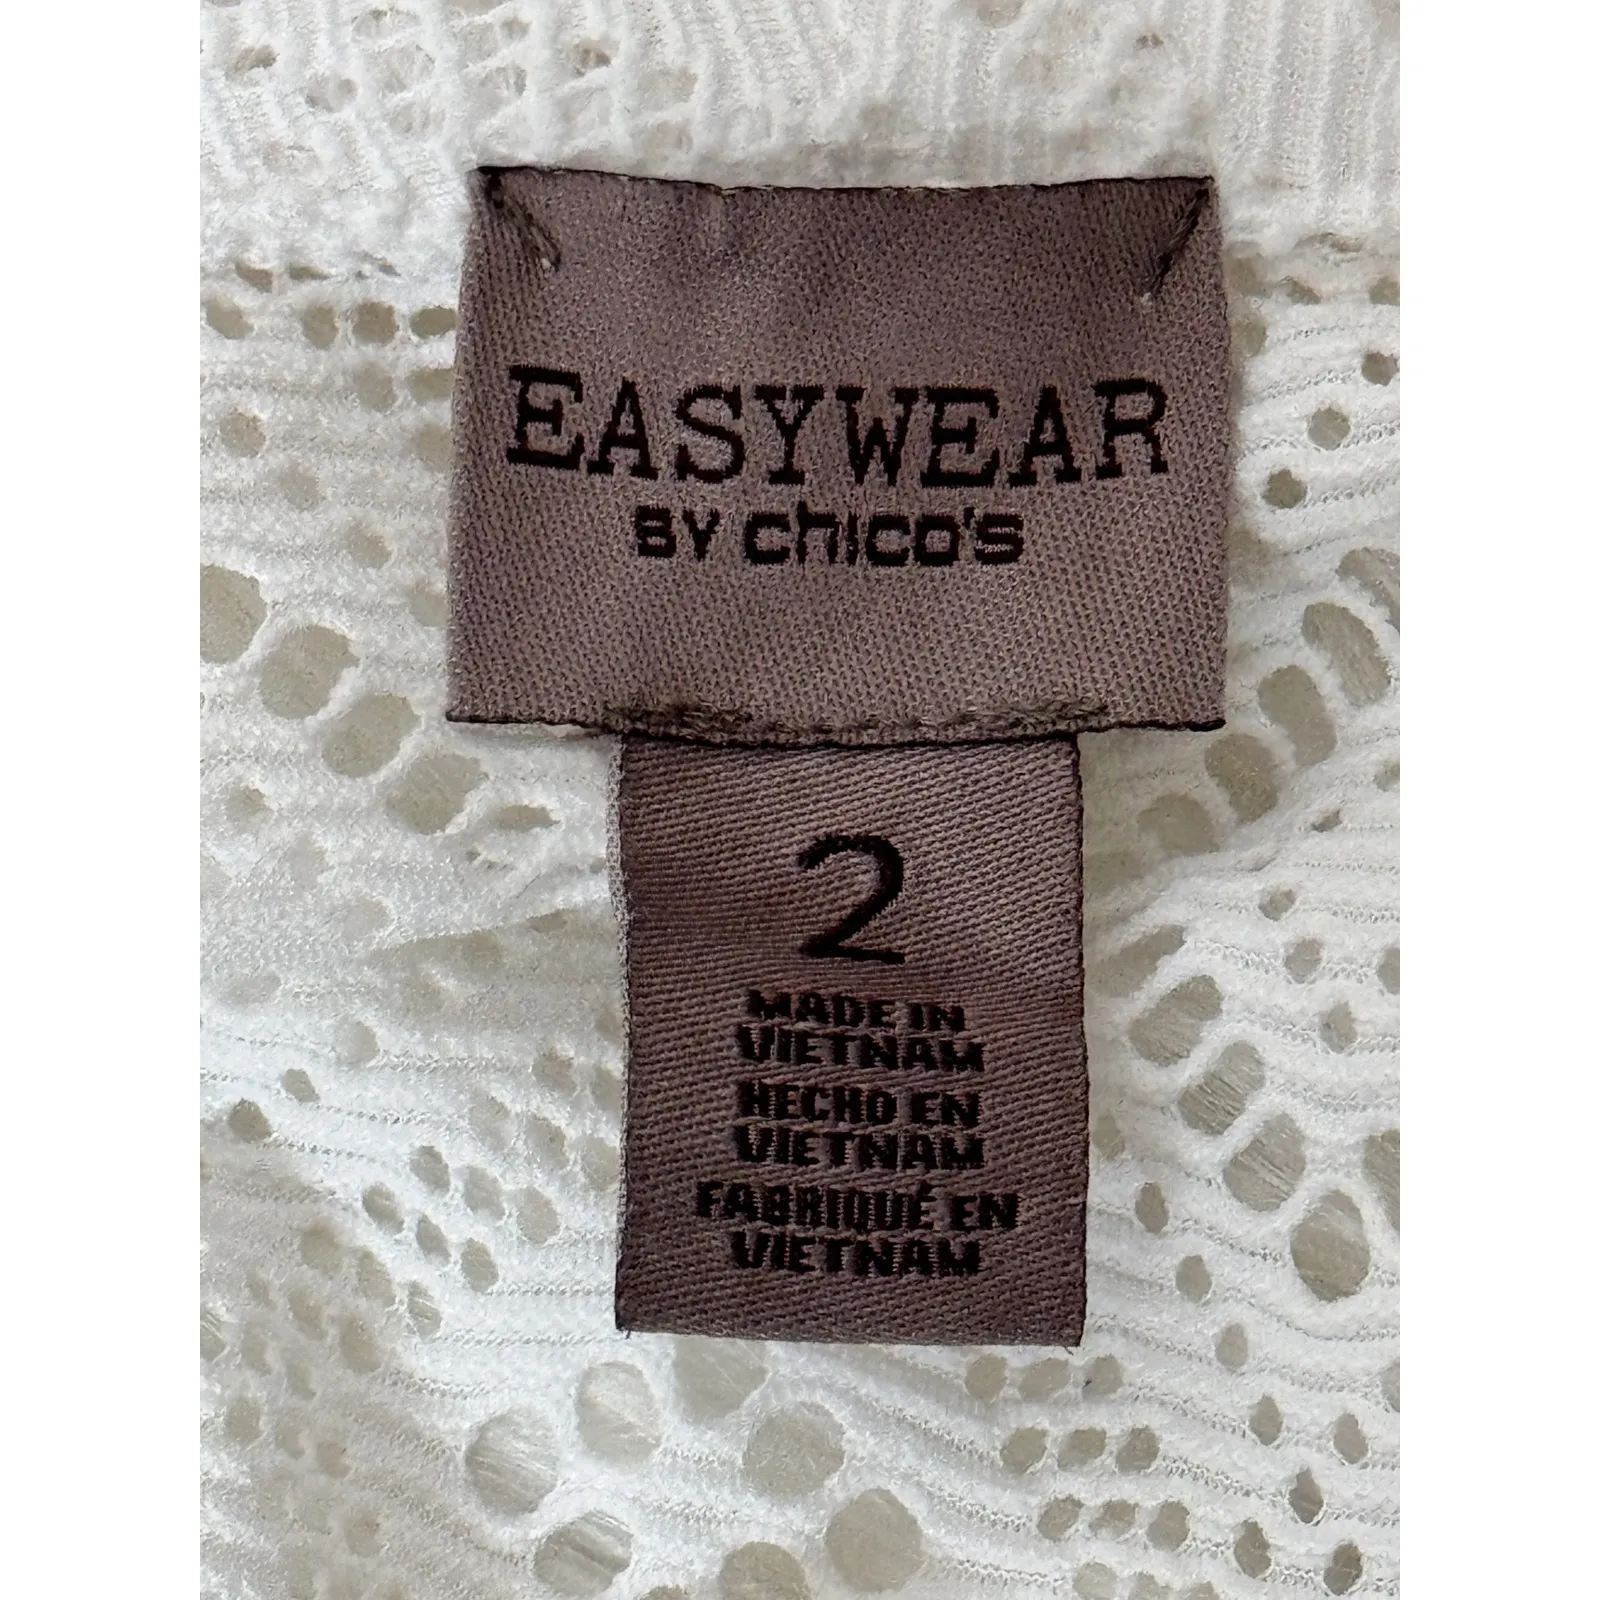 EASYWEAR
BY chico's
2
MADE IN
VIETNAM
HECHO EN
VIETNAM
FABRIQUÉ EN
VIETNAM